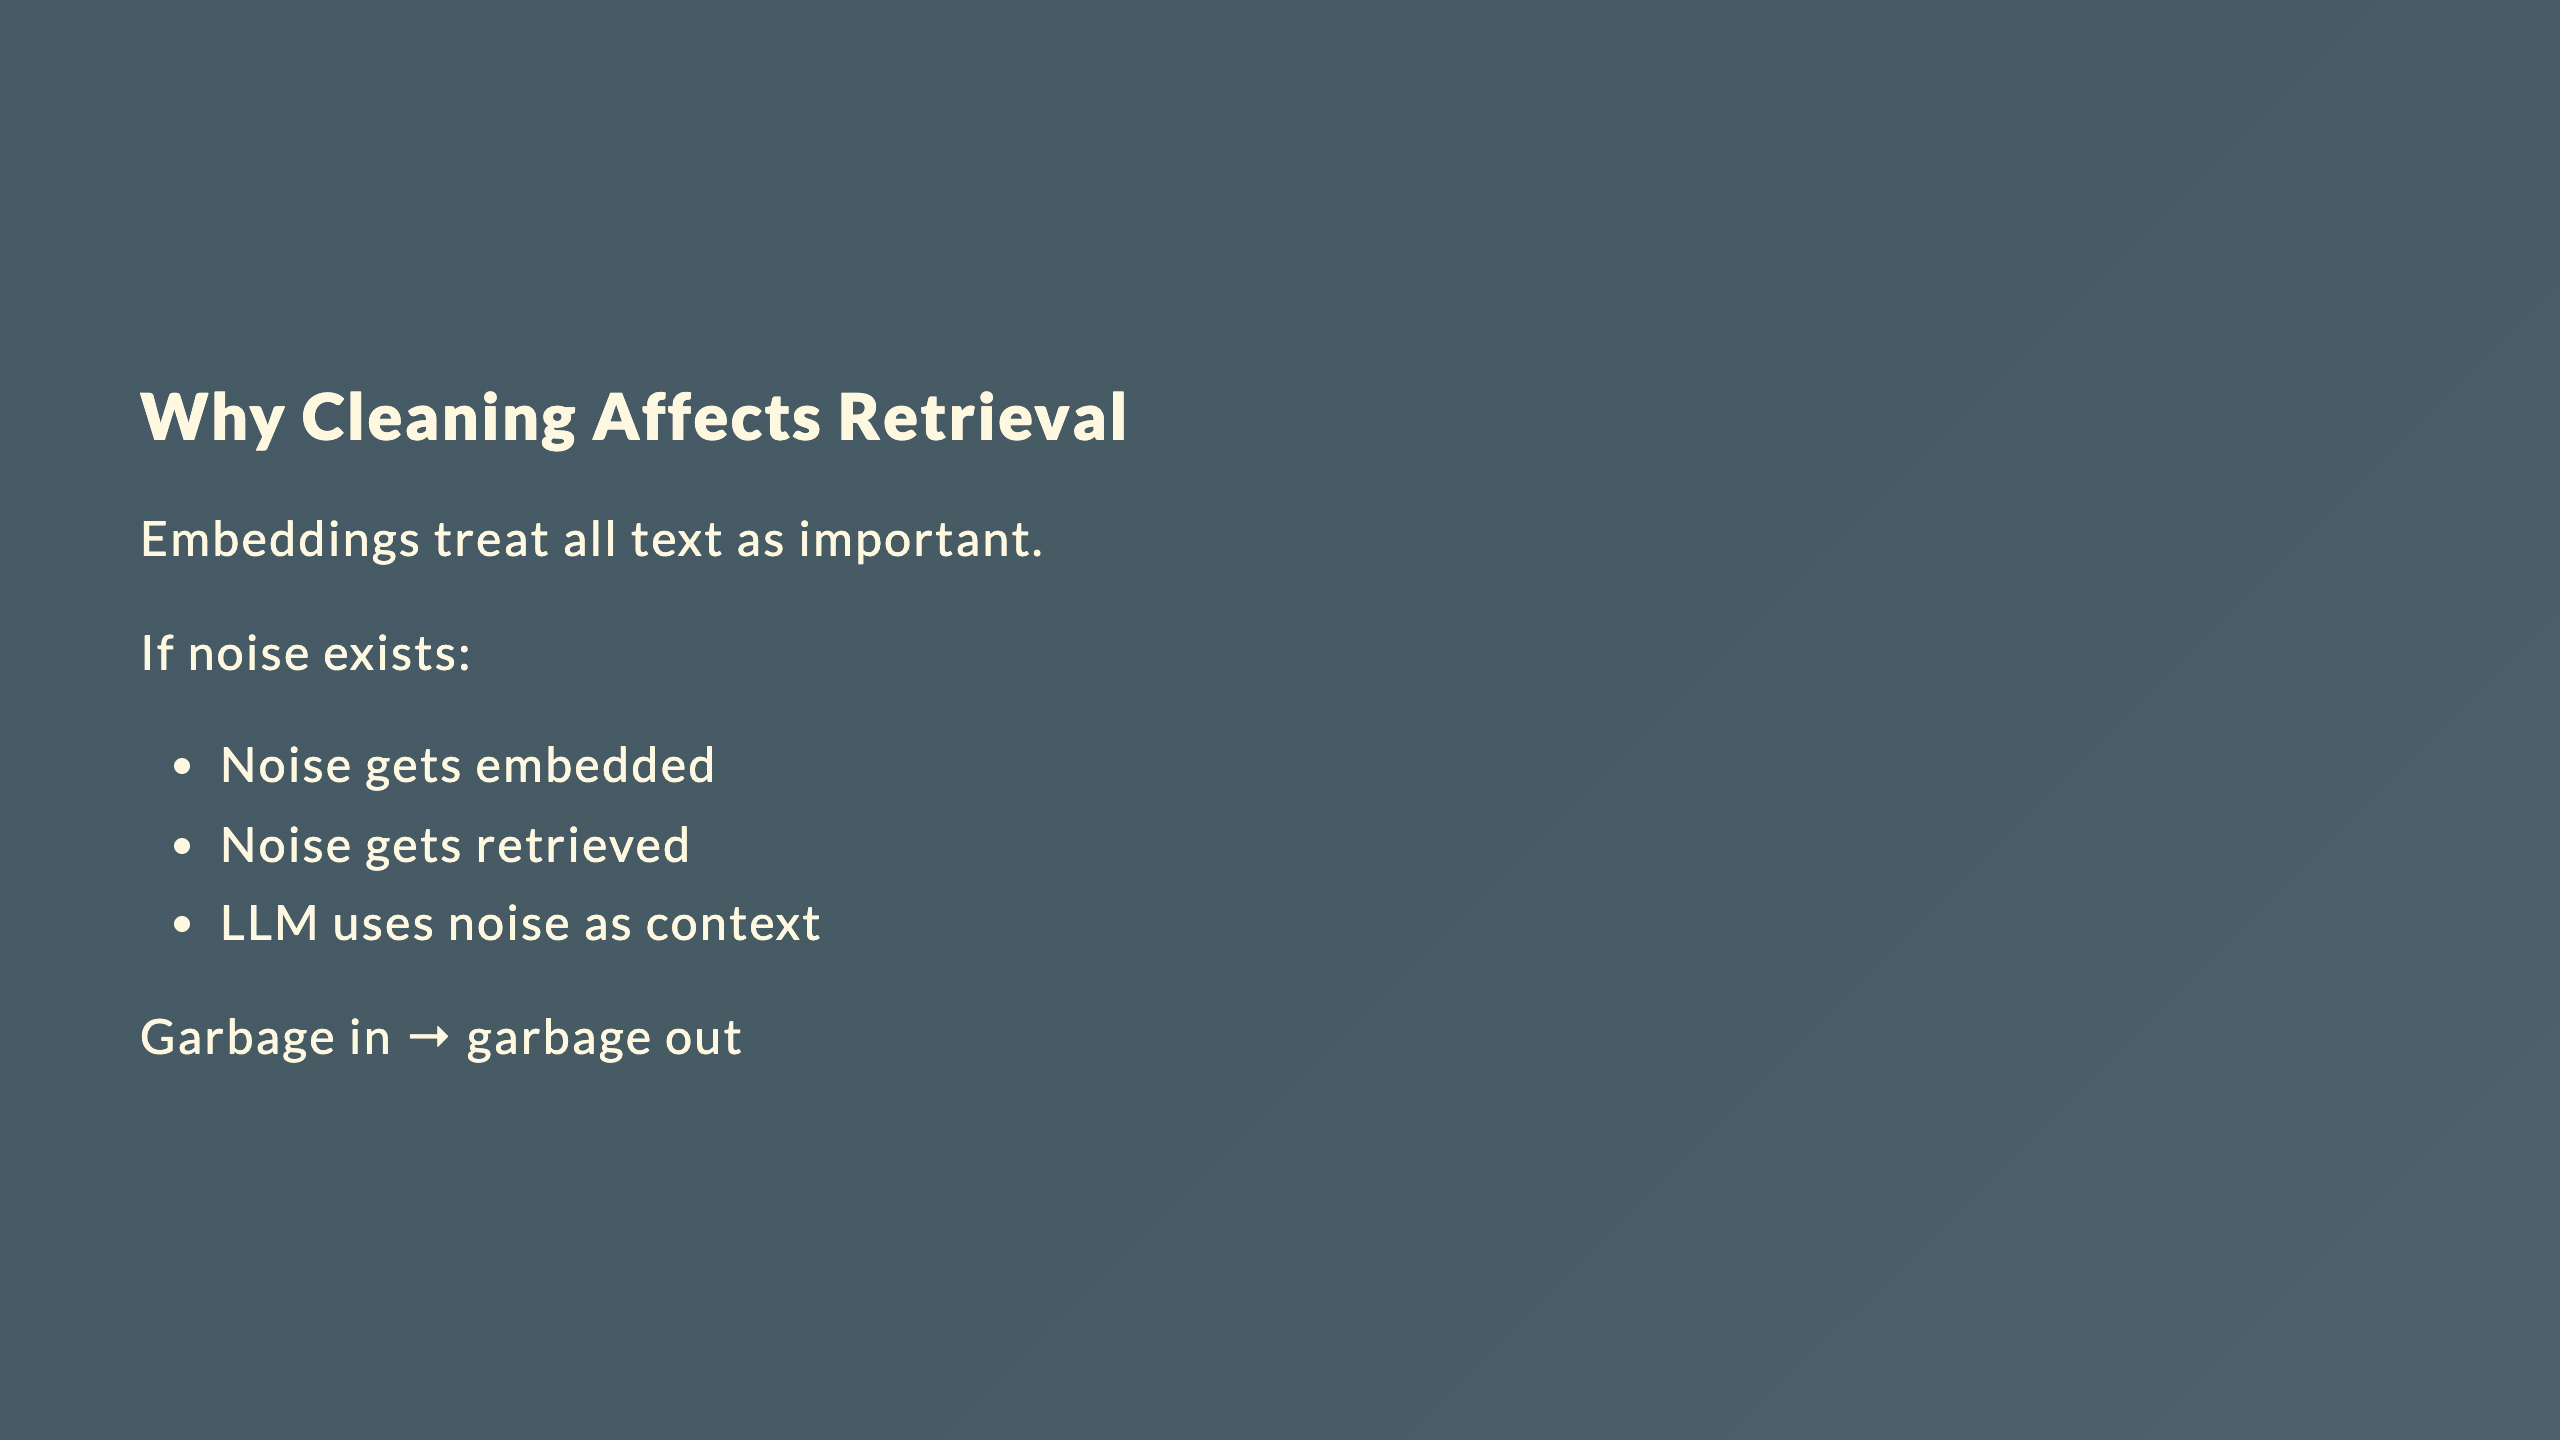 Why Cleaning Affects Retrieval
Embeddings treat all text as important.
If noise exists:
• Noise gets embedded
• Noise gets retrieved
• LLM uses noise as context
Garbage in → garbage out